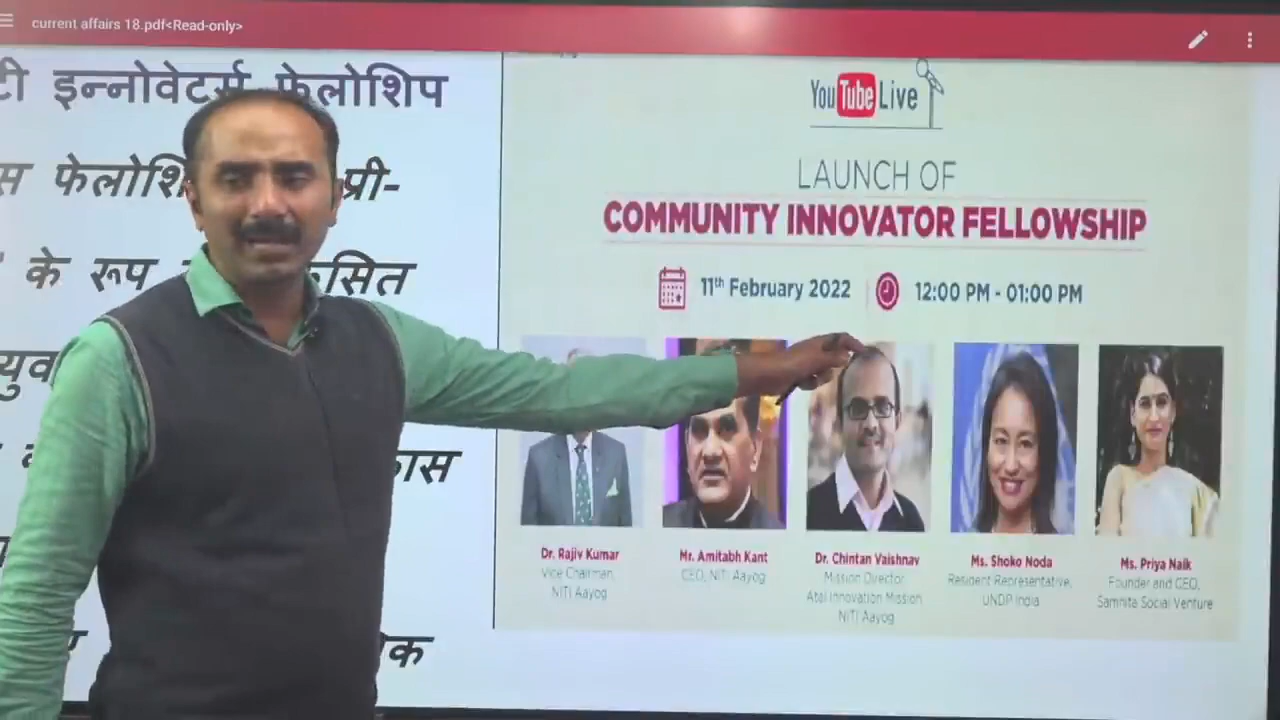 current affairs 18.pdf<Read-only>
टी इन्नोवेटर्स फेलोशिप
स फेलोशि प्री-
के रूप सित
युव
ास
िक
YouTube Live
LAUNCH OF
COMMUNITY INNOVATOR FELLOWSHIP
11th February 2022 12:00 PM - 01:00 PM
Dr. Rajiv Kumar
Vice Chairman,
NITI Aayog
Mr. Amitabh Kant
CEO, NITI Aayog
Dr. Chintan Vaishnav
Mission Director,
Atal Innovation Mission
NITI Aayog
Ms. Shoko Noda
Resident Representative,
UNDP India
Ms. Priya Naik
Founder and CEO,
Samhita Social Venture